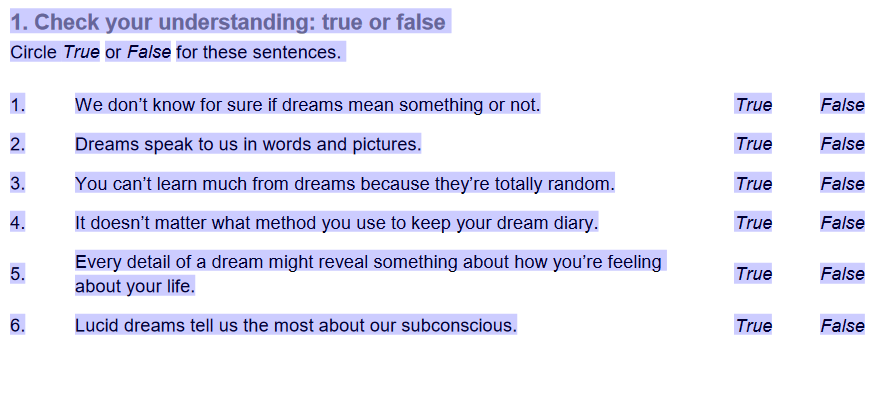 1. Check your understanding: true or false
Circle True or False for these sentences.
1. We don’t know for sure if dreams mean something or not. True False
2. Dreams speak to us in words and pictures. True False
3. You can’t learn much from dreams because they’re totally random. True False
4. It doesn’t matter what method you use to keep your dream diary. True False
5. Every detail of a dream might reveal something about how you’re feeling
about your life. True False
6. Lucid dreams tell us the most about our subconscious. True False